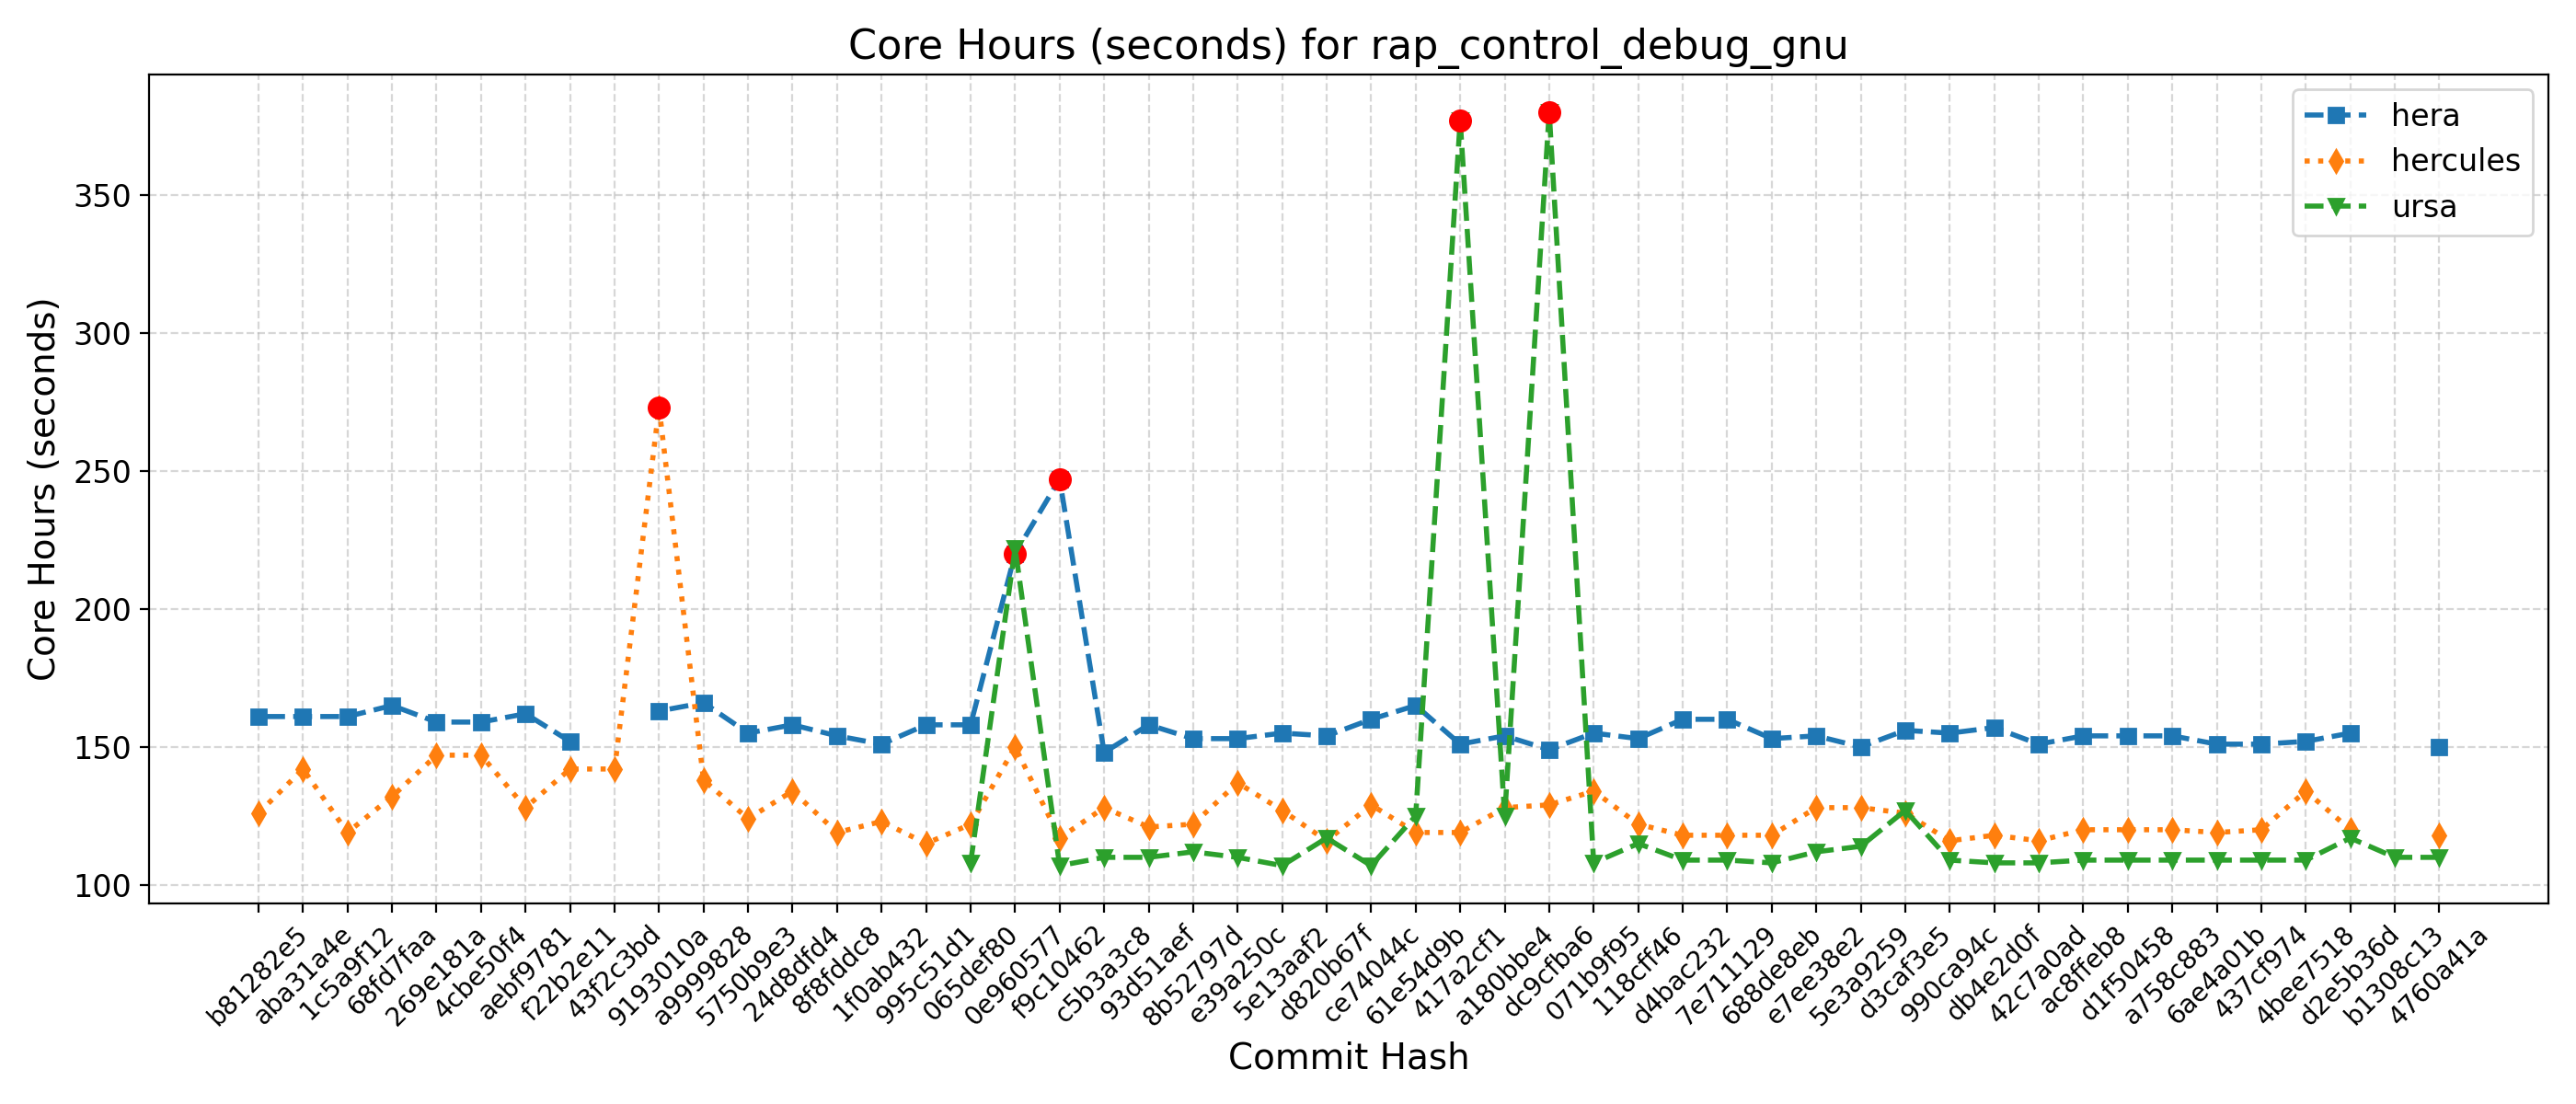 Core Hours (seconds) for rap_control_debug_gnu
hera
hercules
ursa
Core Hours (seconds)
350
300
250
200
150
100
b81282e5
aba31a4e
1c5a9f12
68fd7faa
269e181a
4cbe50f4
aebf9781
f22b2e11
43f2c3bd
9193010a
a9999828
5750b9e3
24d8dfd4
8f8fddc8
1f0ab432
995c51d1
065def80
0e960577
f9c10462
c5b3a3c8
93d51aef
8b52797d
e39a250c
5e13aaf2
d820b67f
ce74044c
61e54d9b
417a2cf1
a180bbe4
dc9cfba6
071b9f95
118cff46
d4bac232
7e711129
688de8eb
e7ee38e2
5e3a9259
d3caf3e5
990ca94c
db4e2d0f
42c7a0ad
ac8ffeb8
d1f50458
a758c883
6ae4a01b
437cf974
4bee7518
d2e5b36d
b1308c13
4760a41a
Commit Hash